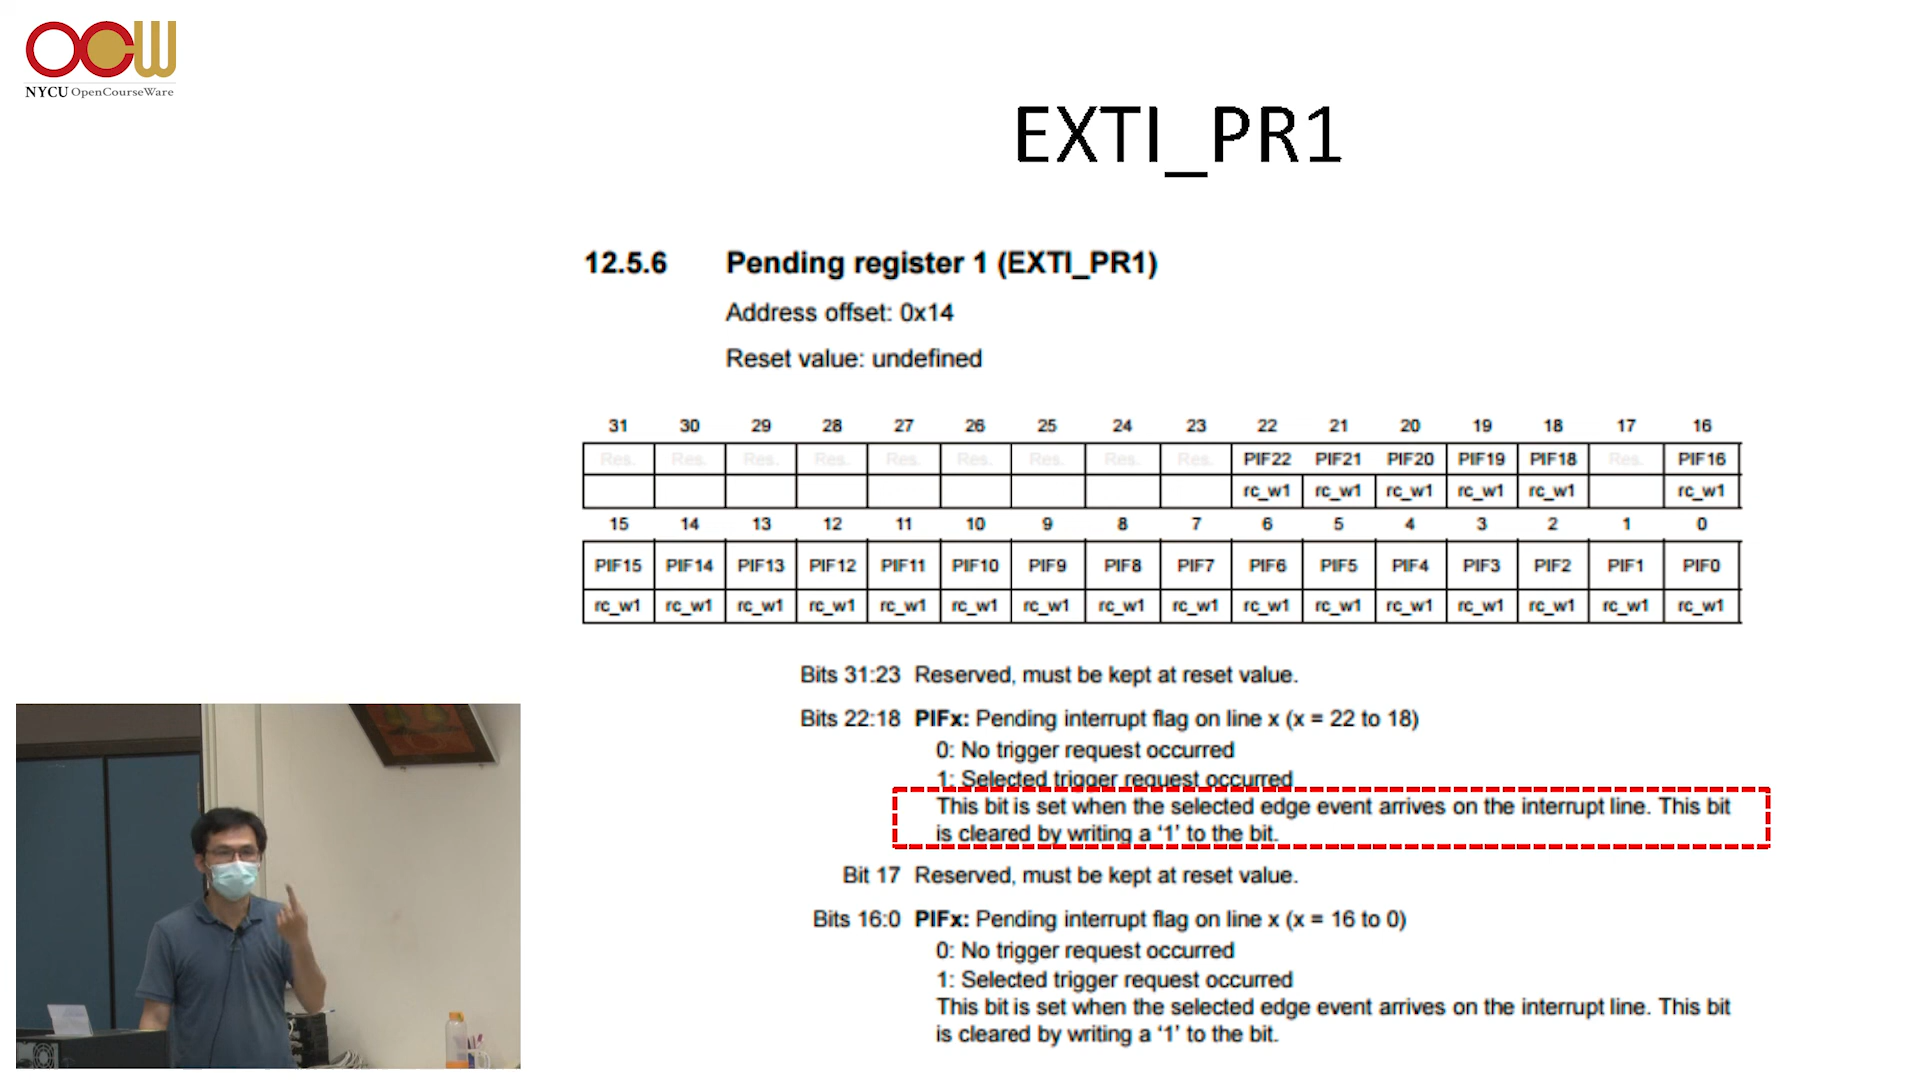 OCW
NYCU OpenCourseWare
EXTI_PR1
12.5.6 Pending register 1 (EXTI_PR1)
Address offset: 0x14
Reset value: undefined
31 30 29 28 27 26 25 24 23 22 21 20 19 18 17 16
Res. Res. Res. Res. Res. Res. Res. Res. Res. PIF22 PIF21 PIF20 PIF19 PIF18 Res. PIF16
rc_w1 rc_w1 rc_w1 rc_w1 rc_w1 rc_w1
15 14 13 12 11 10 9 8 7 6 5 4 3 2 1 0
PIF15 PIF14 PIF13 PIF12 PIF11 PIF10 PIF9 PIF8 PIF7 PIF6 PIF5 PIF4 PIF3 PIF2 PIF1 PIF0
rc_w1 rc_w1 rc_w1 rc_w1 rc_w1 rc_w1 rc_w1 rc_w1 rc_w1 rc_w1 rc_w1 rc_w1 rc_w1 rc_w1 rc_w1 rc_w1
Bits 31:23 Reserved, must be kept at reset value.
Bits 22:18 PIFx: Pending interrupt flag on line x (x = 22 to 18)
0: No trigger request occurred
1: Selected trigger request occurred
This bit is set when the selected edge event arrives on the interrupt line. This bit
is cleared by writing a ‘1’ to the bit.
Bit 17 Reserved, must be kept at reset value.
Bits 16:0 PIFx: Pending interrupt flag on line x (x = 16 to 0)
0: No trigger request occurred
1: Selected trigger request occurred
This bit is set when the selected edge event arrives on the interrupt line. This bit
is cleared by writing a ‘1’ to the bit.